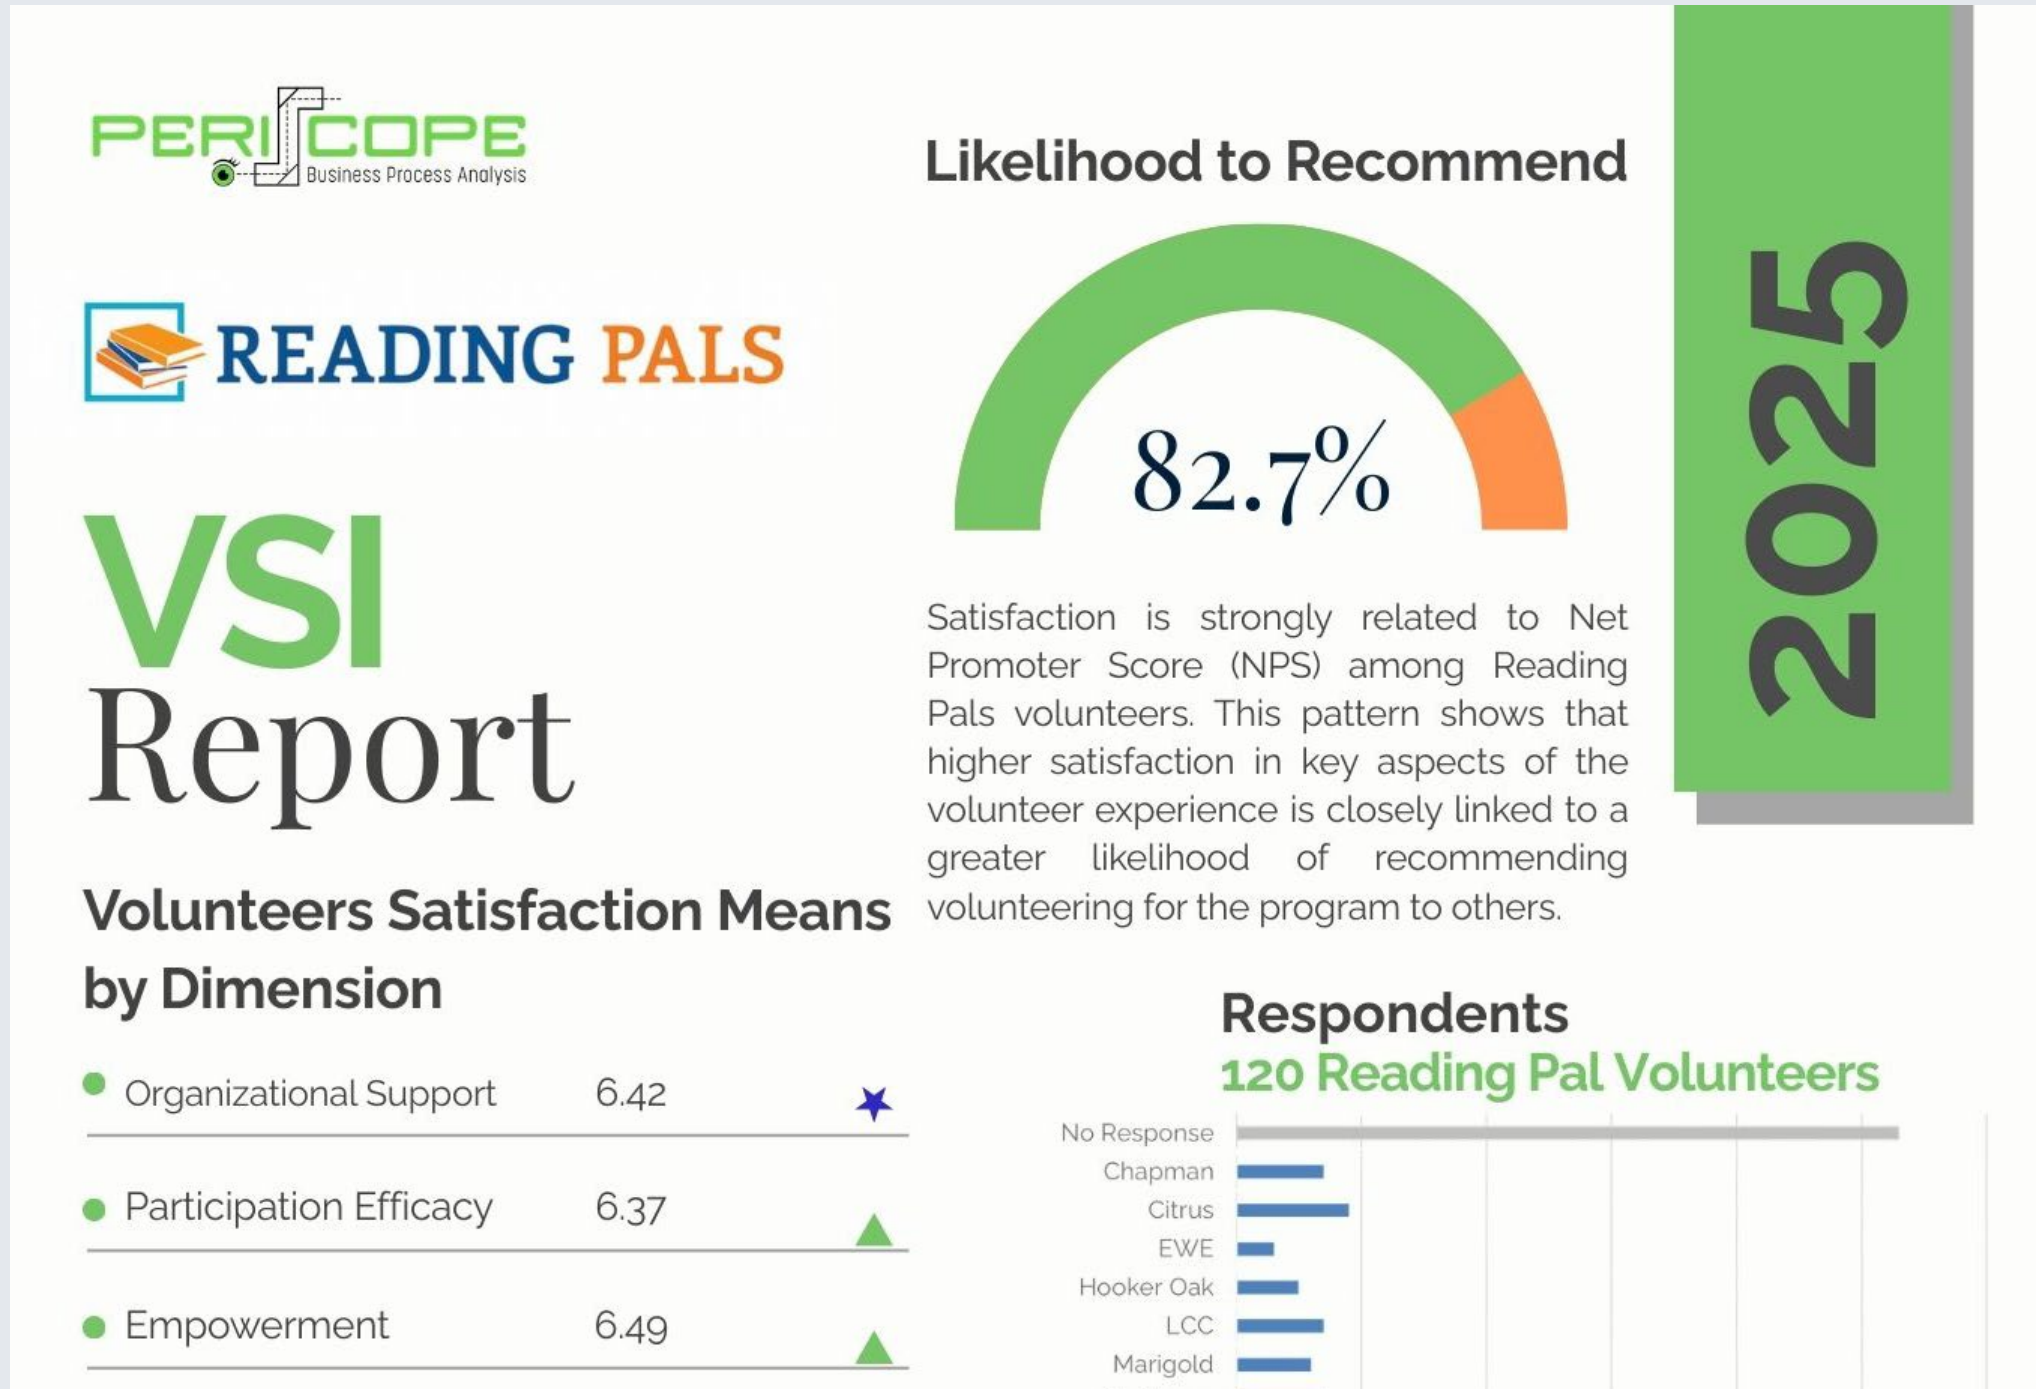 PERISCOPE
Business Process Analysis
READING PALS
VSI
Report
Volunteers Satisfaction Means
by Dimension
Organizational Support 6.42
Participation Efficacy 6.37
Empowerment 6.49
Likelihood to Recommend
82.7%
Satisfaction is strongly related to Net
Promoter Score (NPS) among Reading
Pals volunteers. This pattern shows that
higher satisfaction in key aspects of the
volunteer experience is closely linked to a
greater likelihood of recommending
volunteering for the program to others.
2025
Respondents
120 Reading Pal Volunteers
No Response
Chapman
Citrus
EWE
Hooker Oak
LCC
Marigold